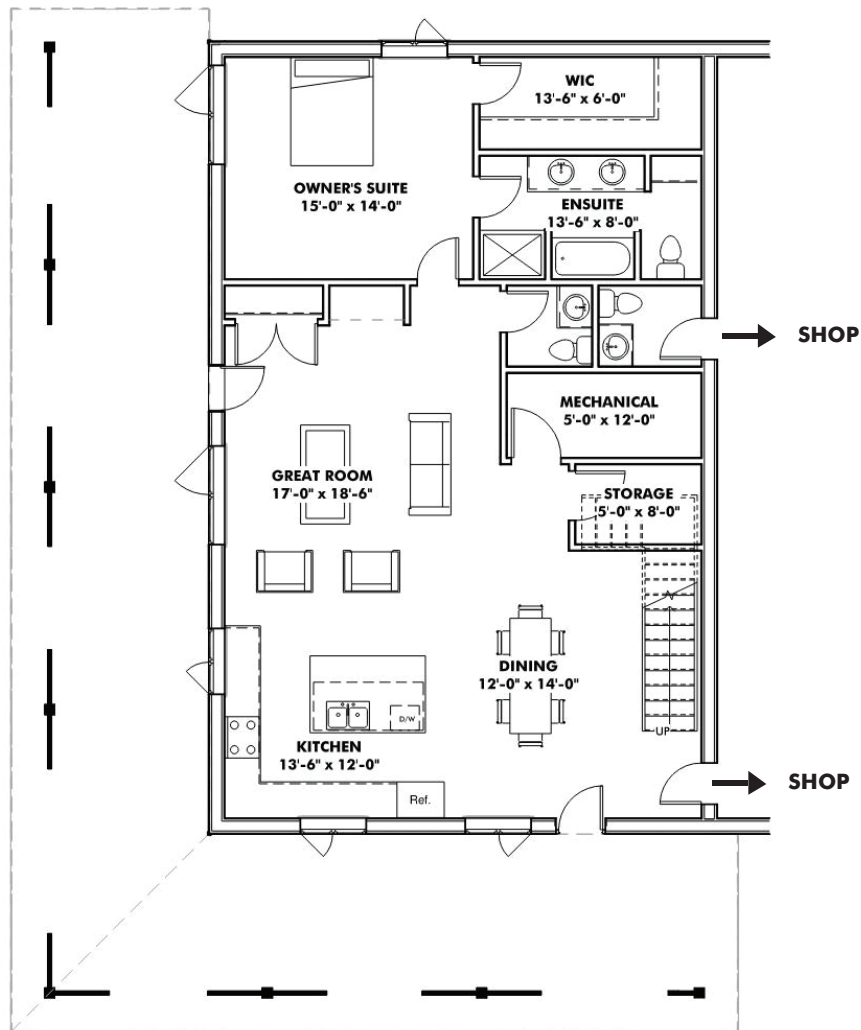 WIC
13'-6" x 6'-0"
OWNER'S SUITE
15'-0" x 14'-0"
ENSUITE
13'-6" x 8'-0"
SHOP
MECHANICAL
5'-0" x 12'-0"
GREAT ROOM
17'-0" x 18'-6"
STORAGE
5'-0" x 8'-0"
DINING
12'-0" x 14'-0"
D/W
UP
KITCHEN
13'-6" x 12'-0"
SHOP
Ref.